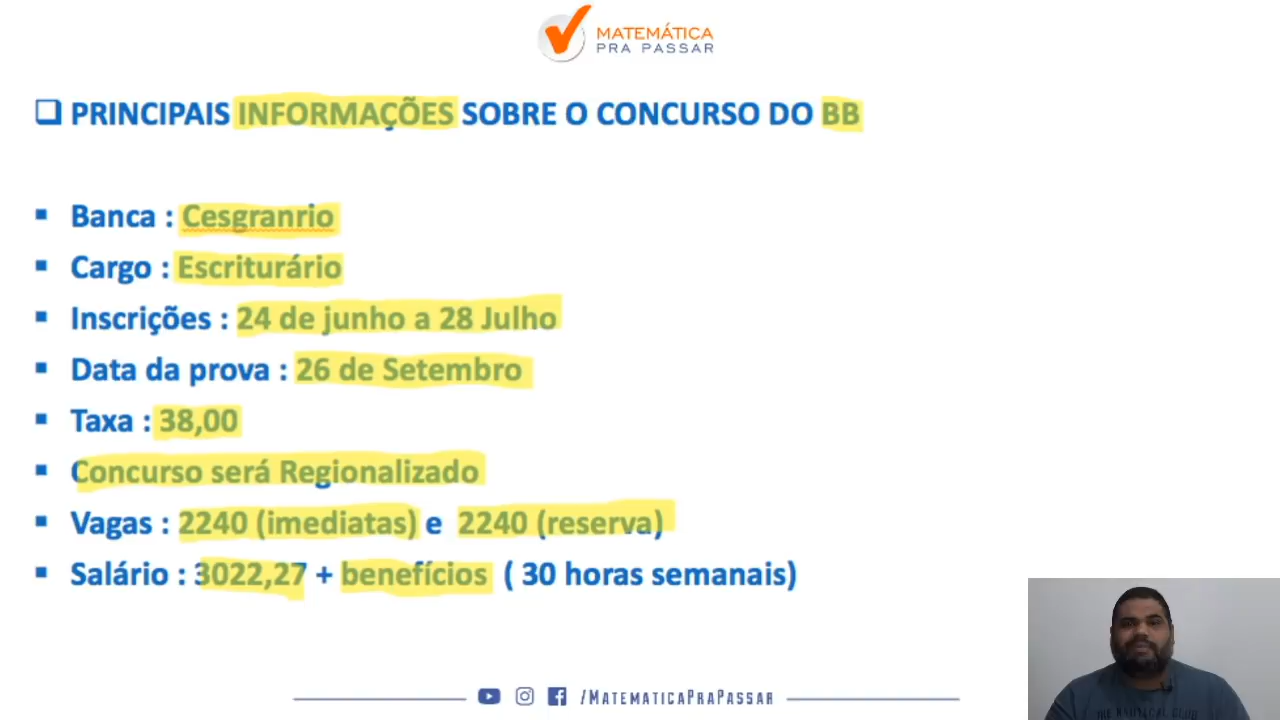 MATEMÁTICA
PRA PASSAR
PRINCIPAIS INFORMAÇÕES SOBRE O CONCURSO DO BB
Banca : Cesgranrio
Cargo : Escriturário
Inscrições : 24 de junho a 28 Julho
Data da prova : 26 de Setembro
Taxa : 38,00
Concurso será Regionalizado
Vagas : 2240 (imediatas) e 2240 (reserva)
Salário : 3022,27 + benefícios ( 30 horas semanais)
/MATEMATICAPRAPASSAR